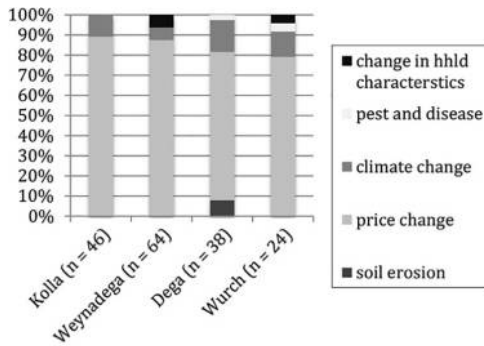 100%
90%
80%
70%
60%
50%
40%
30%
20%
10%
0%
Kolla (n = 46)
Weynadega (n = 64)
Dega (n = 38)
Wurch (n = 24)
change in hhld
characterstics
pest and disease
climate change
price change
soil erosion